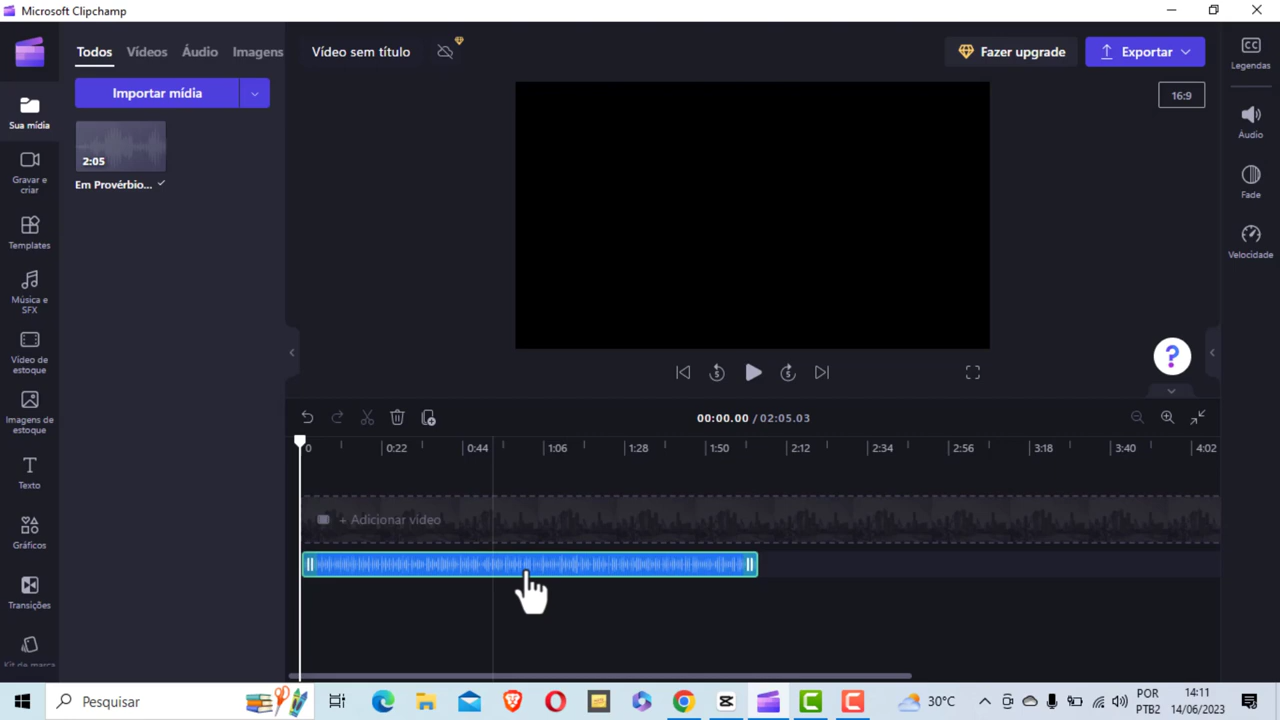 Microsoft Clipchamp
Todos
Vídeos
Áudio
Imagens
Vídeo sem título
Fazer upgrade
Exportar
CC
Legendas
Importar mídia
16:9
Sua mídia
2:05
Em Provérbio...
Áudio
Gravar e
criar
Fade
Templates
Velocidade
Música e
SFX
Vídeo de
estoque
5
5
?
Imagens de
estoque
00:00.00 / 02:05.03
0
0:22
0:44
1:06
1:28
1:50
2:12
2:34
2:56
3:18
3:40
4:02
Texto
+ Adicionar vídeo
Gráficos
Transições
Kit de marca
Pesquisar
30°C
POR
PTB2
14:11
14/06/2023